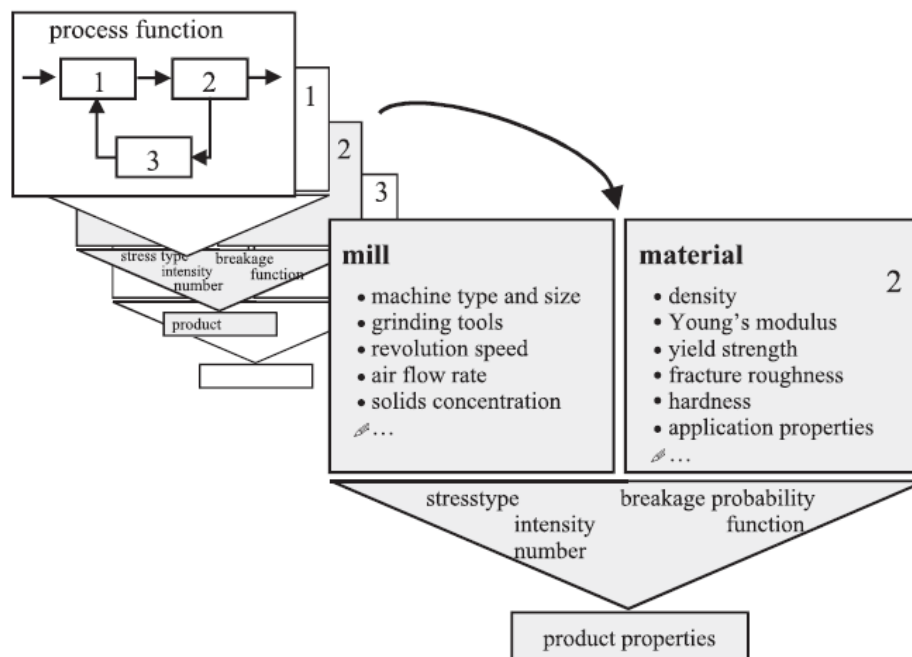 process function
1
2
3
1
2
3
stress type
breakage
intensity
function
number
product
mill
• machine type and size
• grinding tools
• revolution speed
• air flow rate
• solids concentration
...
material
2
• density
• Young's modulus
• yield strength
• fracture roughness
• hardness
• application properties
...
stresstype
intensity
number
breakage probability
function
product properties